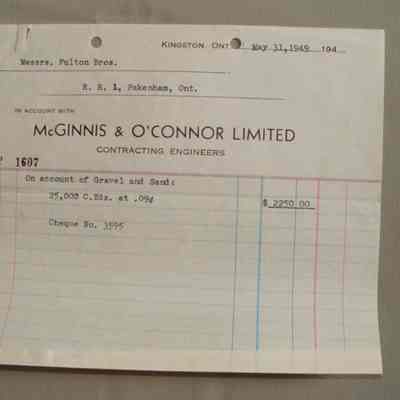 KINGSTON, ONT. May 31,1949 194
Messrs. Fulton Bros.
R. R. 1, Pakenham, Ont.
IN ACCOUNT WITH
McGINNIS & O'CONNOR LIMITED
CONTRACTING ENGINEERS
1607
On account of Gravel and Sand:
25,000 C.Yds. at .09¢ $ 2250.00
Cheque No. 3595